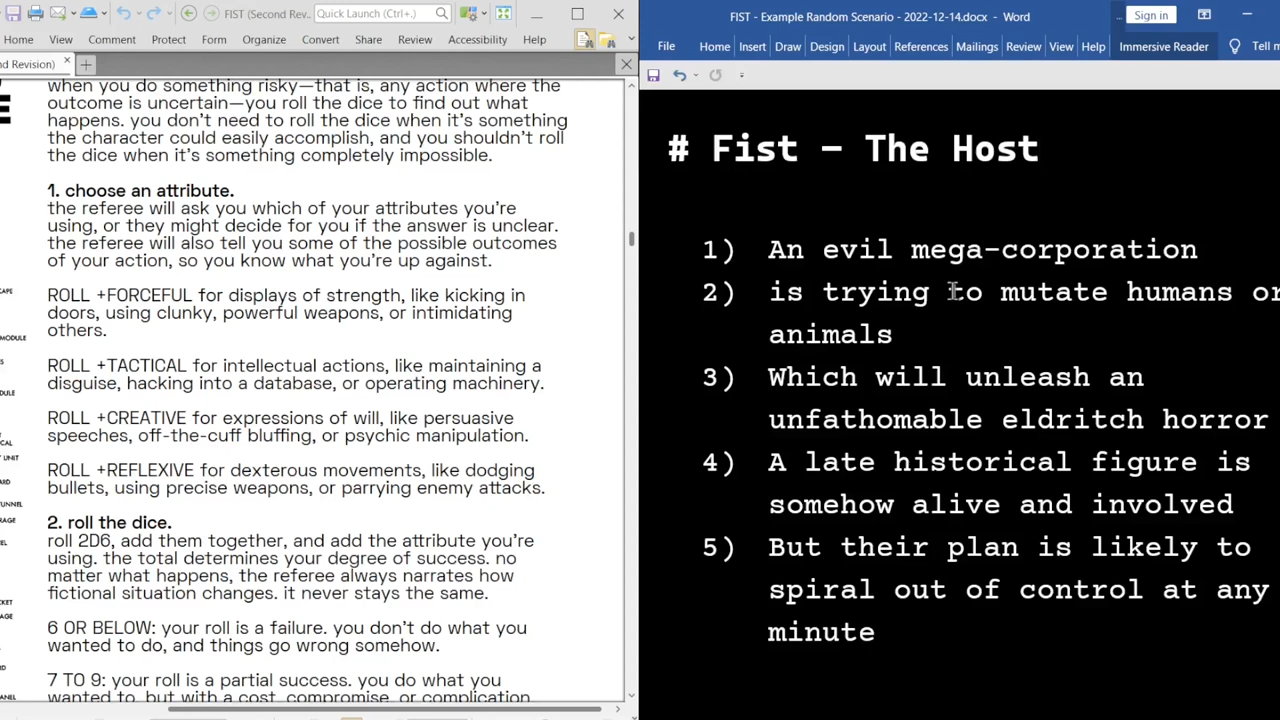 FIST (Second Rev...
Quick Launch (Ctrl+.)
Home View Comment Protect Form Organize Convert Share Review Accessibility Help
nd Revision)
when you do something risky—that is, any action where the
outcome is uncertain—you roll the dice to find out what
happens. you don't need to roll the dice when it's something
the character could easily accomplish, and you shouldn't roll
the dice when it's something completely impossible.
1. choose an attribute.
the referee will ask you which of your attributes you're
using, or they might decide for you if the answer is unclear.
the referee will also tell you some of the possible outcomes
of your action, so you know what you're up against.
ROLL +FORCEFUL for displays of strength, like kicking in
doors, using clunky, powerful weapons, or intimidating
others.
ROLL +TACTICAL for intellectual actions, like maintaining a
disguise, hacking into a database, or operating machinery.
ROLL +CREATIVE for expressions of will, like persuasive
speeches, off-the-cuff bluffing, or psychic manipulation.
ROLL +REFLEXIVE for dexterous movements, like dodging
bullets, using precise weapons, or parrying enemy attacks.
2. roll the dice.
roll 2D6, add them together, and add the attribute you're
using. the total determines your degree of success. no
matter what happens, the referee always narrates how
fictional situation changes. it never stays the same.
6 OR BELOW: your roll is a failure. you don't do what you
wanted to do, and things go wrong somehow.
7 TO 9: your roll is a partial success. you do what you
wanted to, but with a cost, compromise, or complication
FIST - Example Random Scenario - 2022-12-14.docx - Word
... Sign in
File Home Insert Draw Design Layout References Mailings Review View Help Immersive Reader Tell m
# Fist – The Host
1) An evil mega-corporation
2) is trying to mutate humans or
animals
3) Which will unleash an
unfathomable eldritch horror
4) A late historical figure is
somehow alive and involved
5) But their plan is likely to
spiral out of control at any
minute